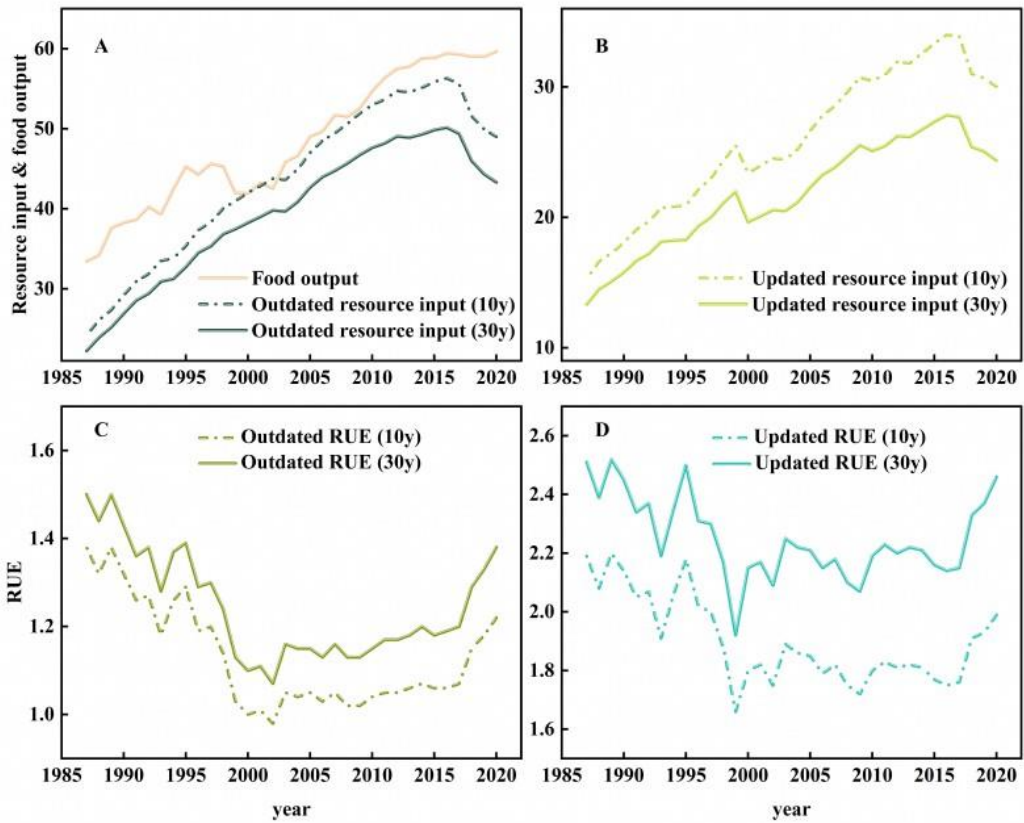 Resource input & food output
A
60
50
40
30
Food output
Outdated resource input (10y)
Outdated resource input (30y)
1985 1990 1995 2000 2005 2010 2015 2020
B
30
20
10
Updated resource input (10y)
Updated resource input (30y)
1985 1990 1995 2000 2005 2010 2015 2020
RUE
C
1.6
1.4
1.2
1.0
Outdated RUE (10y)
Outdated RUE (30y)
1985 1990 1995 2000 2005 2010 2015 2020
year
D
2.6
2.4
2.2
2.0
1.8
1.6
Updated RUE (10y)
Updated RUE (30y)
1985 1990 1995 2000 2005 2010 2015 2020
year